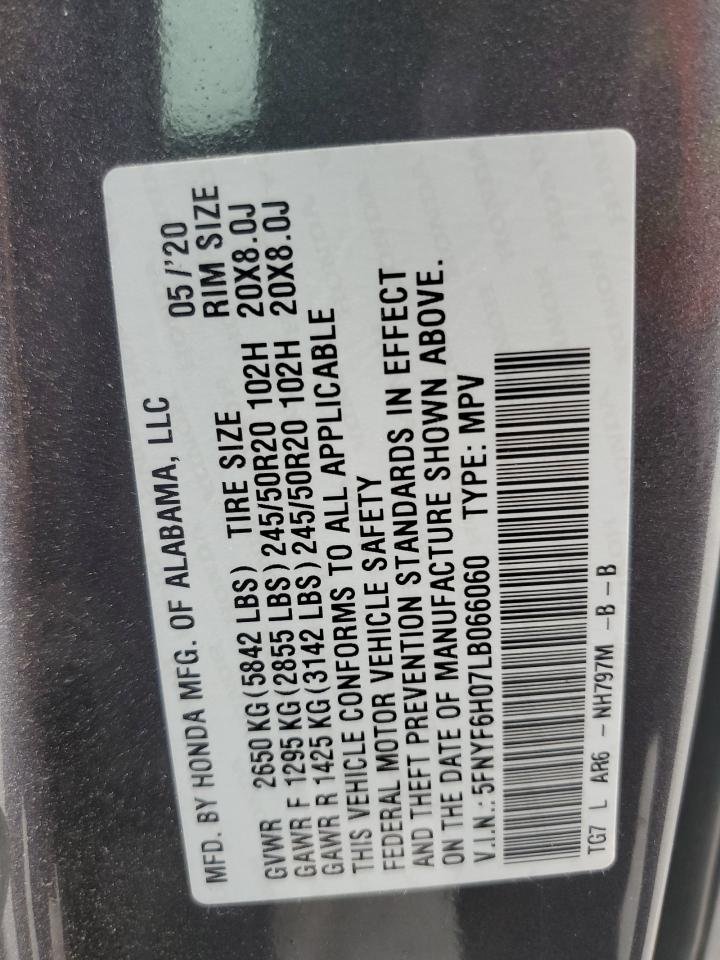 MFD. BY HONDA MFG. OF ALABAMA, LLC 05/'20
GVWR 2650 KG(5842 LBS) TIRE SIZE RIM SIZE
GAWR F 1295 KG(2855 LBS)245/50R20 102H 20X8.0J
GAWR R 1425 KG(3142 LBS)245/50R20 102H 20X8.0J
THIS VEHICLE CONFORMS TO ALL APPLICABLE
FEDERAL MOTOR VEHICLE SAFETY
AND THEFT PREVENTION STANDARDS IN EFFECT
ON THE DATE OF MANUFACTURE SHOWN ABOVE.
V.I.N.:5FNYF6H07LB066060 TYPE: MPV
TG7 L AR6 -NH797M -B-B